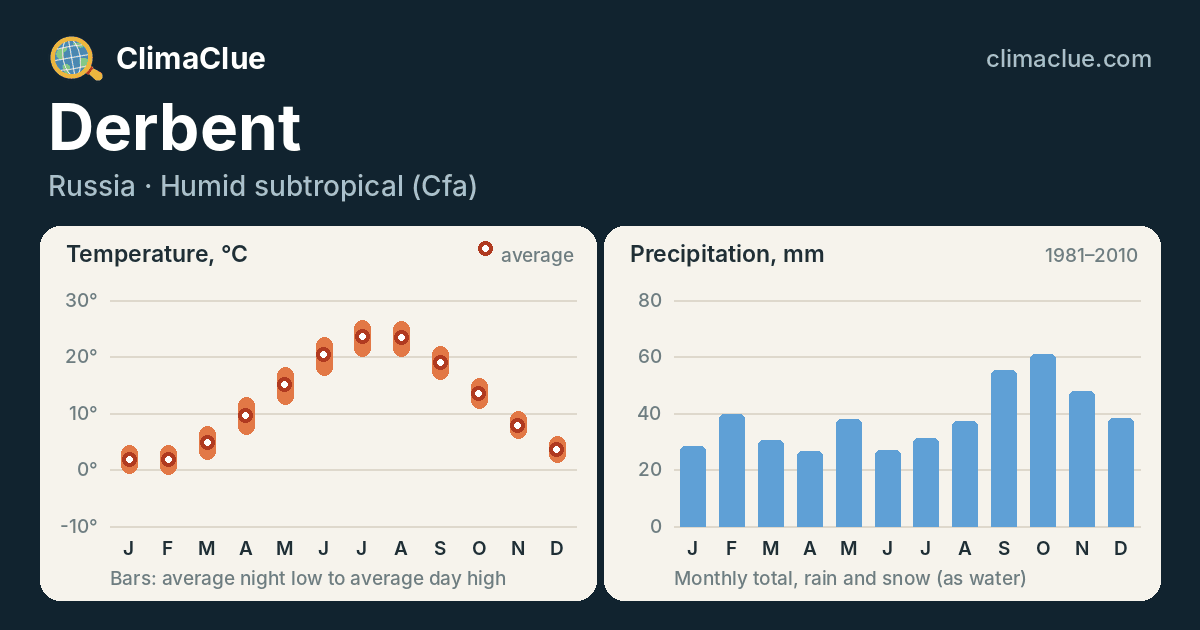 ClimaClue
climaclue.com
Derbent
Russia · Humid subtropical (Cfa)
Temperature, °C
average
30°
20°
10°
0°
-10°
J F M A M J J A S O N D
Bars: average night low to average day high
Precipitation, mm
1981–2010
80
60
40
20
0
J F M A M J J A S O N D
Monthly total, rain and snow (as water)